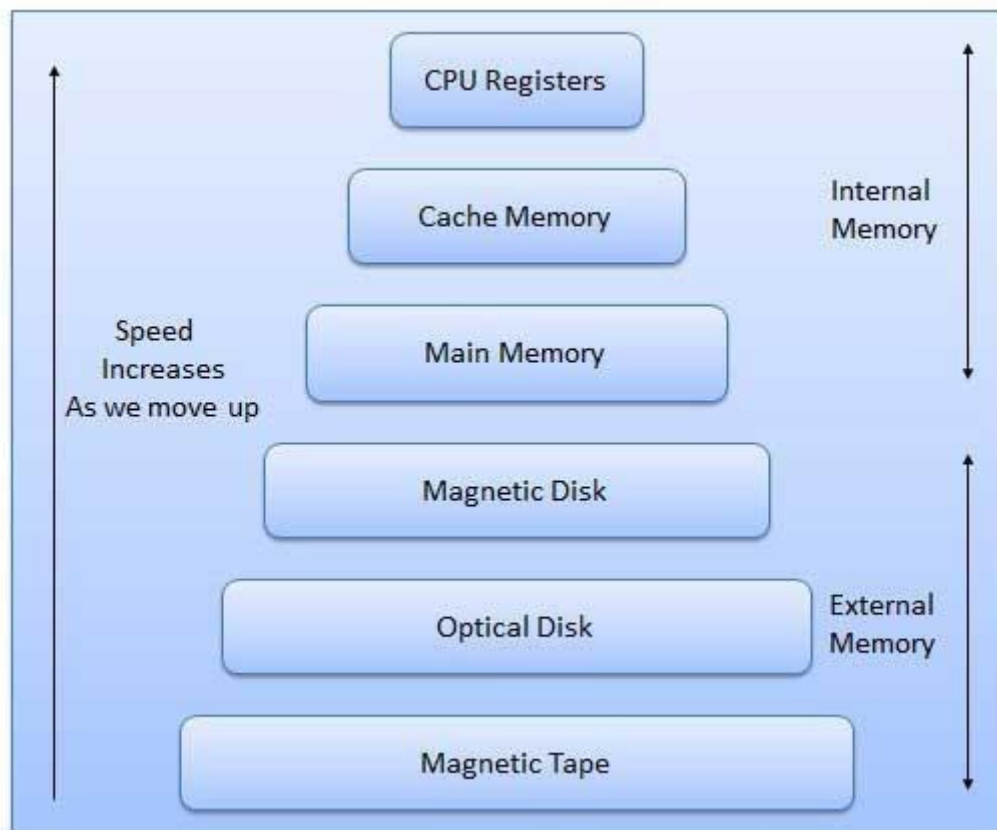 CPU Registers
Cache Memory
Internal
Memory
Main Memory
Speed
Increases
As we move up
Magnetic Disk
Optical Disk
External
Memory
Magnetic Tape